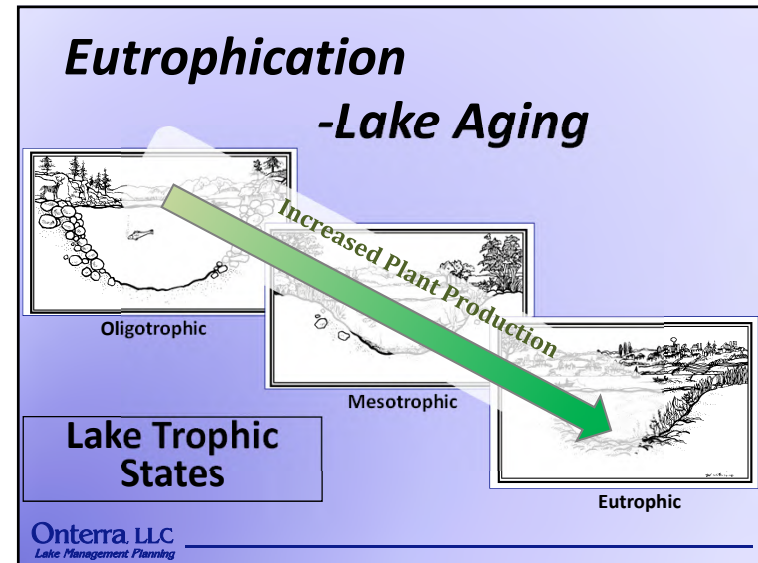 Eutrophication
-Lake Aging
Increased Plant Production
Oligotrophic
Mesotrophic
Eutrophic
Lake Trophic
States
Onterra, LLC
Lake Management Planning